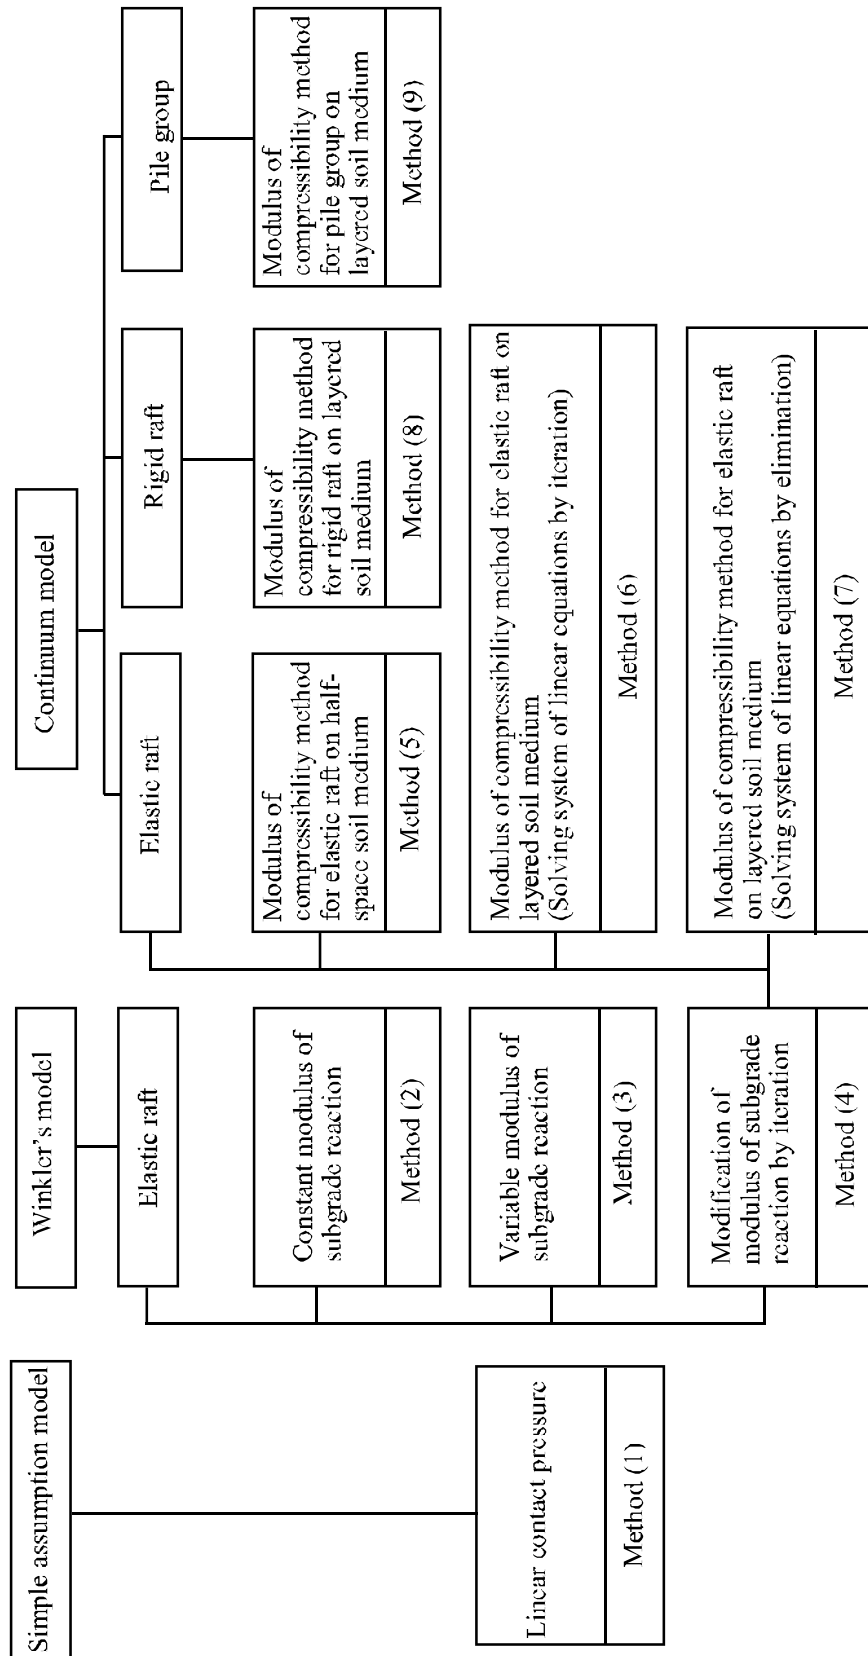 Simple assumption model
Linear contact pressure
Method (1)
Winkler's model
Elastic raft
Constant modulus of
subgrade reaction
Method (2)
Variable modulus of
subgrade reaction
Method (3)
Modification of
modulus of subgrade
reaction by iteration
Method (4)
Continuum model
Elastic raft
Modulus of
compressibility method
for elastic raft on half-
space soil medium
Method (5)
Modulus of compressibility method for elastic raft on
layered soil medium
(Solving system of linear equations by iteration)
Method (6)
Modulus of compressibility method for elastic raft
on layered soil medium
(Solving system of linear equations by elimination)
Method (7)
Rigid raft
Modulus of
compressibility method
for rigid raft on layered
soil medium
Method (8)
Pile group
Modulus of
compressibility method
for pile group on
layered soil medium
Method (9)